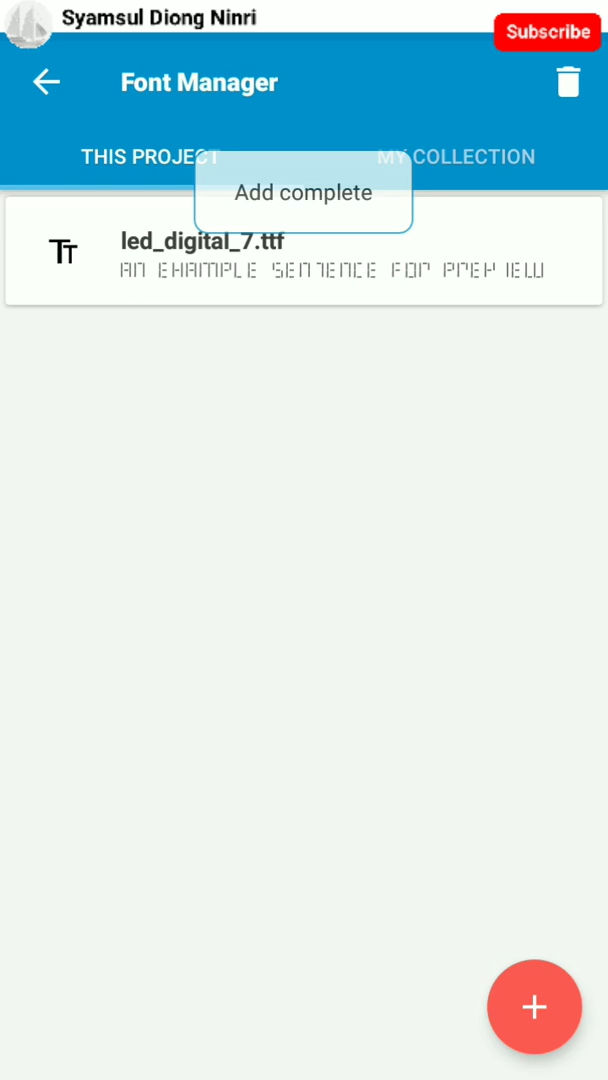 Syamsul Diong Ninri
Subscribe
Font Manager
THIS PROJECT
MY COLLECTION
Add complete
led_digital_7.ttf
AN EXAMPLE SENTENCE FOR PREVIEW